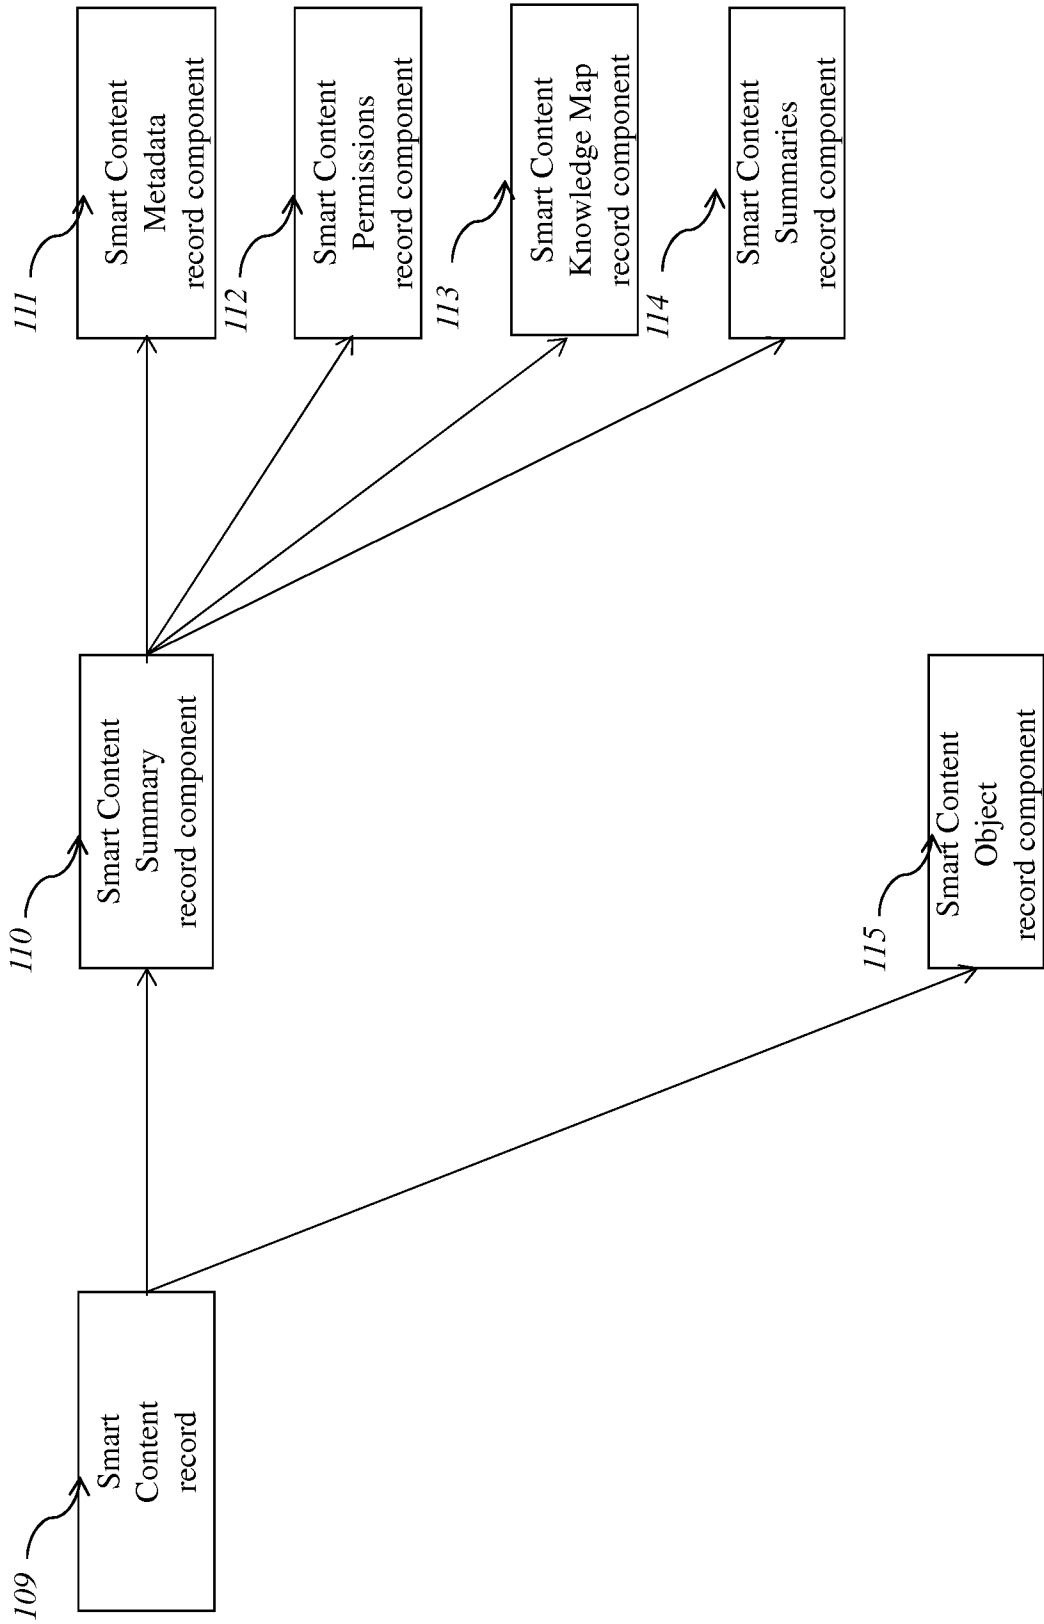 109
Smart
Content
record
110
Smart Content
Summary
record component
111
Smart Content
Metadata
record component
112
Smart Content
Permissions
record component
113
Smart Content
Knowledge Map
record component
114
Smart Content
Summaries
record component
115
Smart Content
Object
record component